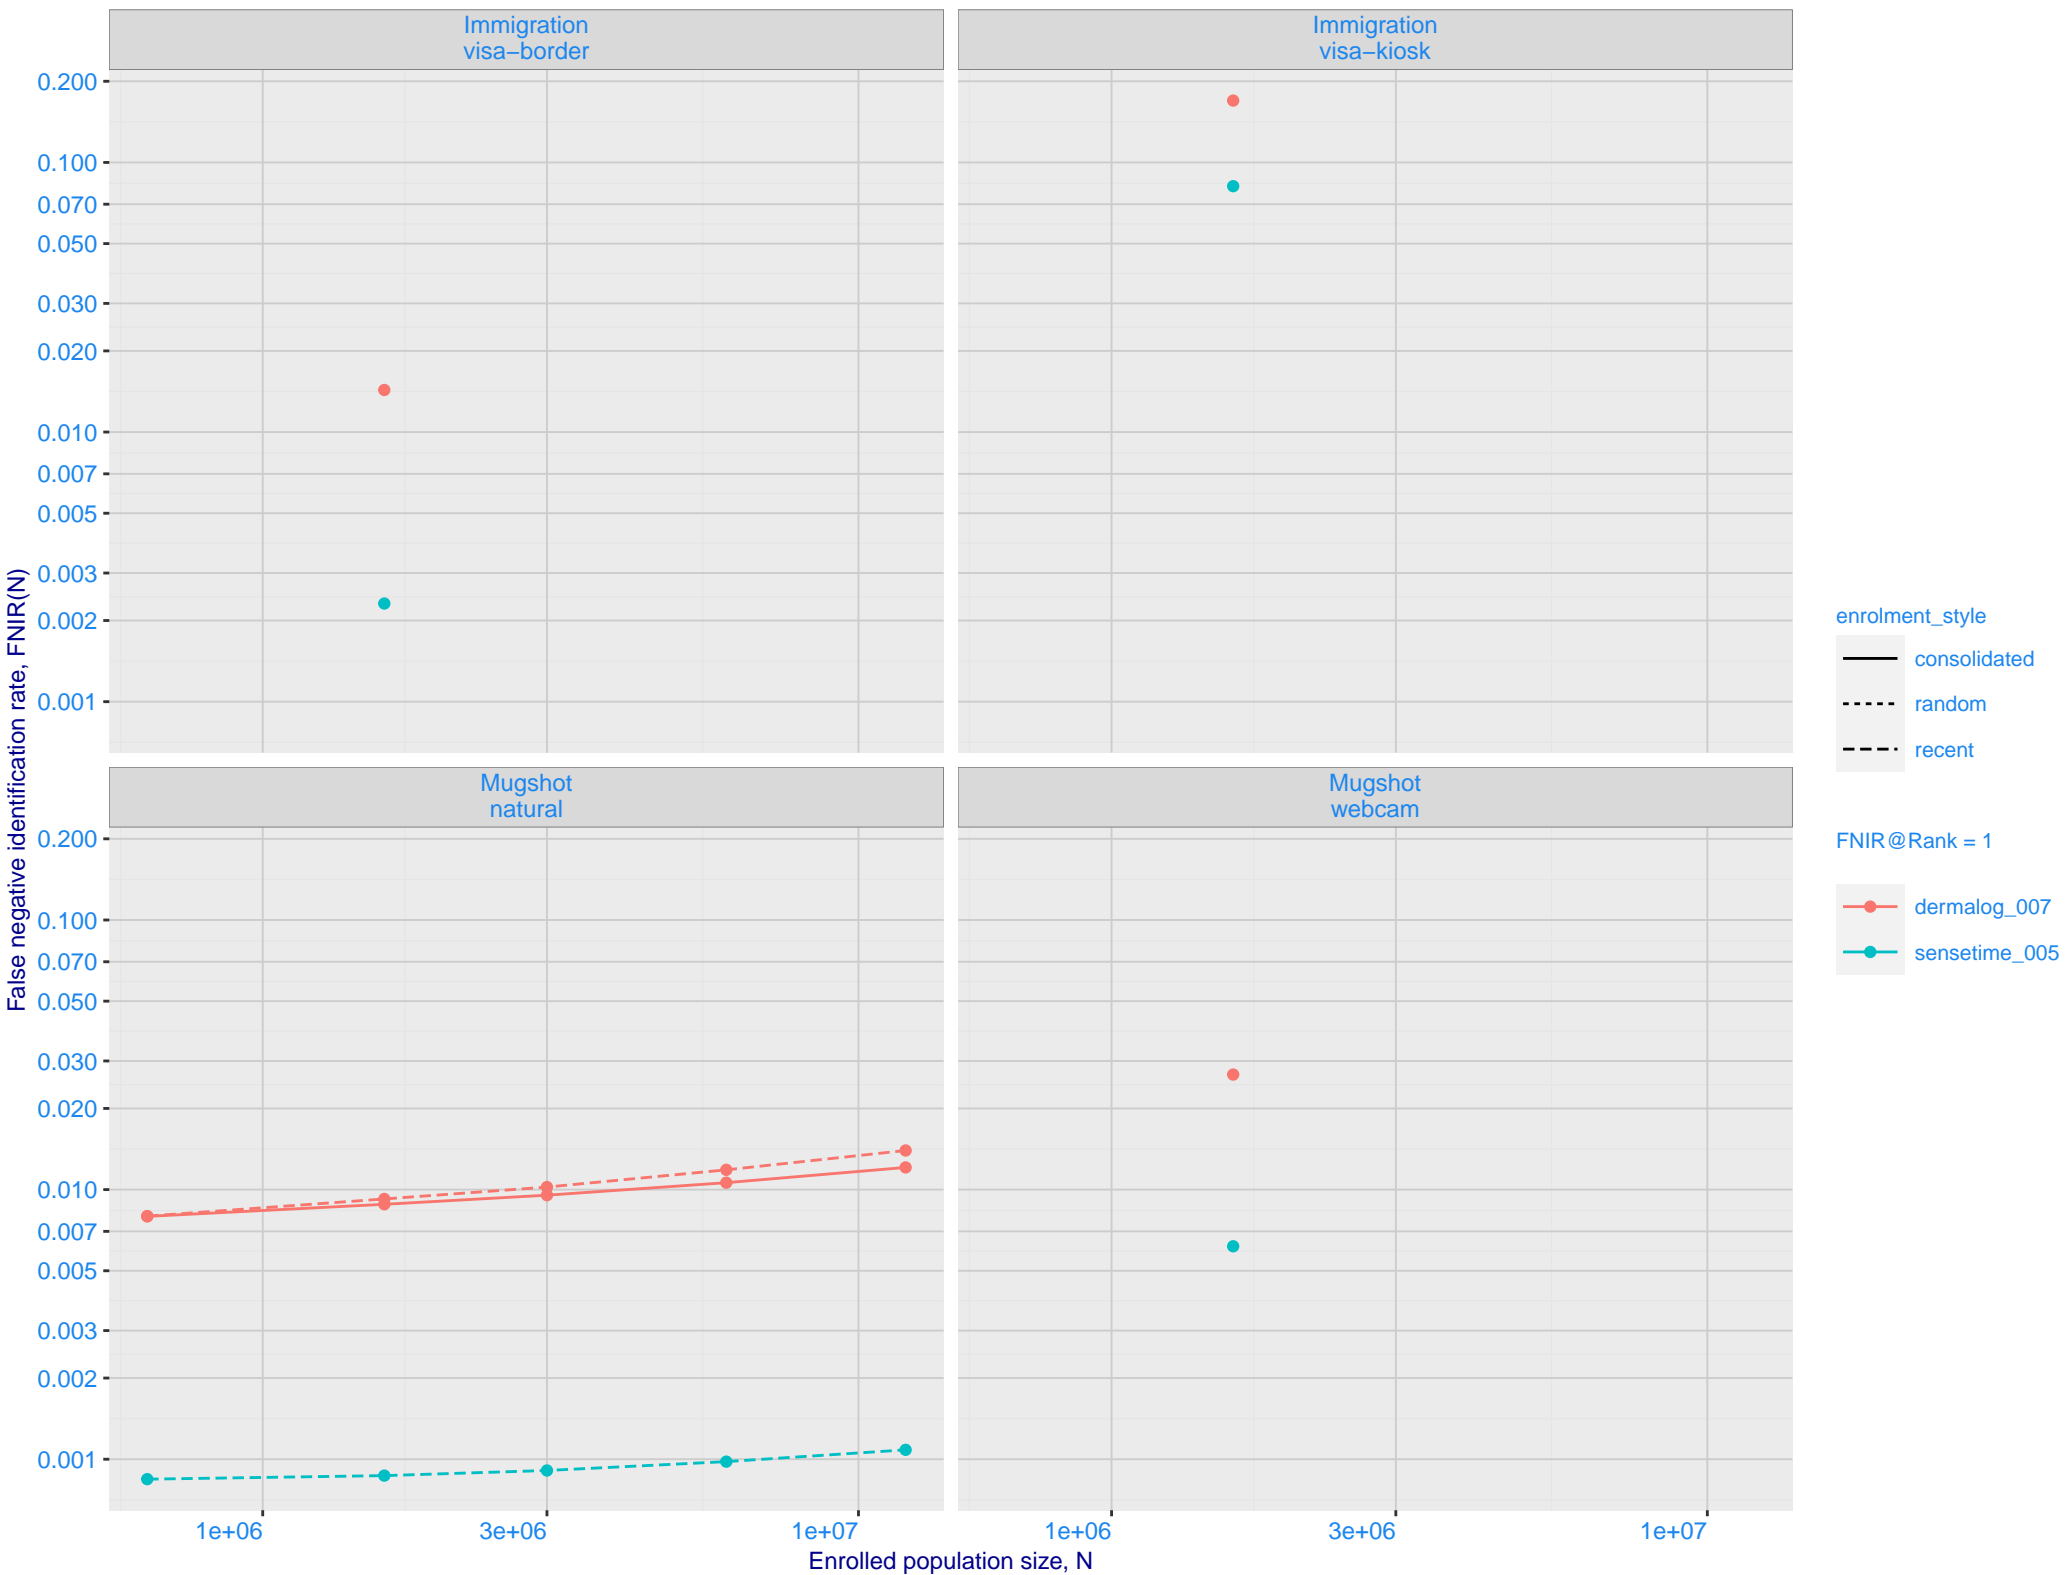 Immigration
visa−border
Immigration
visa−kiosk
0.200
0.100
0.070
0.050
0.030
0.020
0.010
0.007
0.005
0.003
0.002
0.001
Mugshot
natural
Mugshot
webcam
0.200
0.100
0.070
0.050
0.030
0.020
0.010
0.007
0.005
0.003
0.002
0.001
1e+06
3e+06
1e+07
1e+06
3e+06
1e+07
Enrolled population size, N
False negative identification rate, FNIR(N)
enrolment_style
consolidated
random
recent
FNIR@Rank = 1
dermalog_007
sensetime_005